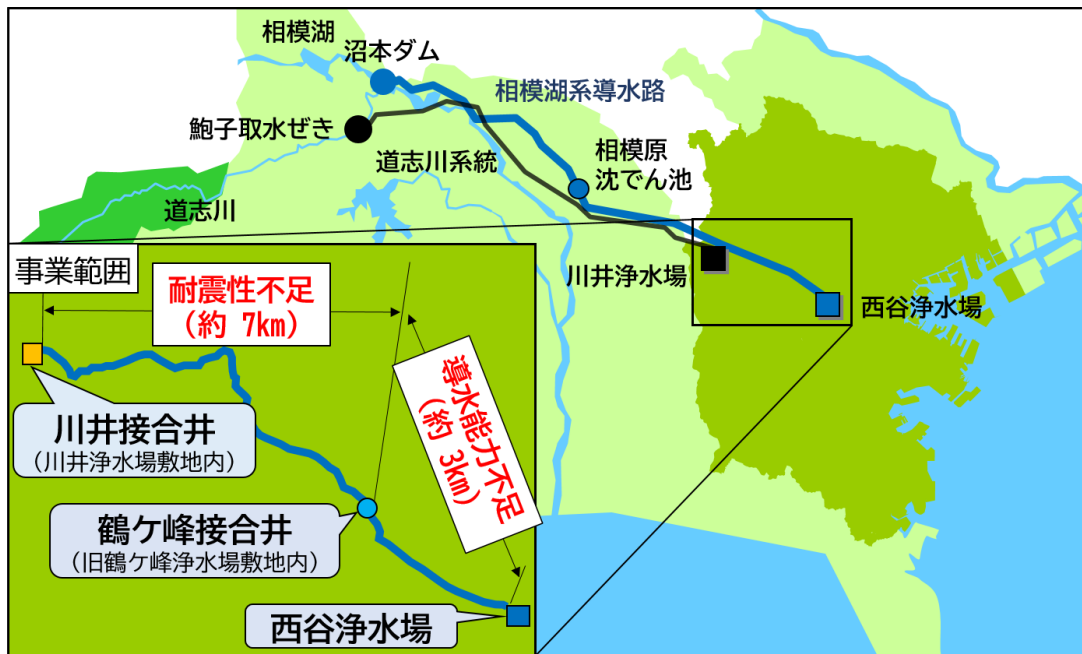 相模湖
沼本ダム
相模湖系導水路
鮑子取水ぜき
道志川系統
相模原
沈でん池
道志川
川井浄水場
西谷浄水場
事業範囲
耐震性不足
（約 7km）
導水能力不足
（約 3km）
川井接合井
（川井浄水場敷地内）
鶴ケ峰接合井
（旧鶴ケ峰浄水場敷地内）
西谷浄水場